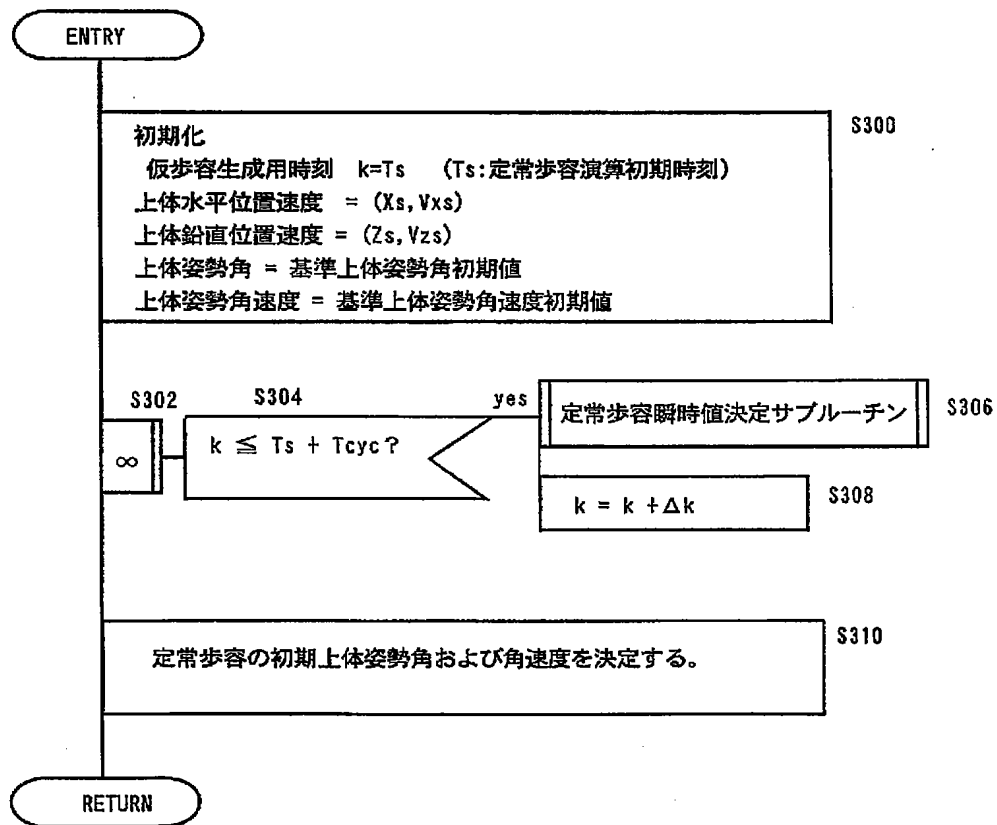 ENTRY
S300
初期化
仮歩容生成用時刻 k=Ts (Ts:定常歩容演算初期時刻)
上体水平位置速度 = (Xs,Vxs)
上体鉛直位置速度 = (Zs,Vzs)
上体姿勢角 = 基準上体姿勢角初期値
上体姿勢角速度 = 基準上体姿勢角速度初期値
S302
∞
S304
k ≦ Ts + Tcyc?
yes
定常歩容瞬時値決定サブルーチン
S306
k = k +Δk
S308
S310
定常歩容の初期上体姿勢角および角速度を決定する。
RETURN